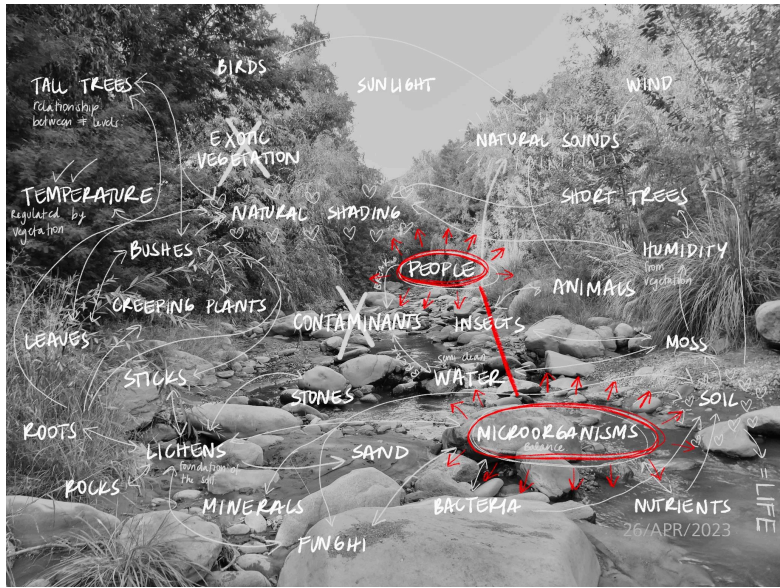 BIRDS
TALL TREES
relationship
between ≠ levels
SUNLIGHT
WIND
EXOTIC
VEGETATION
NATURAL SOUNDS
TEMPERATURE
regulated by
vegetation
NATURAL SHADING
SHORT TREES
BUSHES
HUMIDITY
from
vegetation
PEOPLE
ANIMALS
CREEPING PLANTS
CONTAMINANTS
INSECTS
LEAVES
MOSS
semi clean
WATER
STICKS
STONES
SOIL
ROOTS
MICROORGANISMS
balance
LICHENS
foundation of
the soil
SAND
ROCKS
MINERALS
BACTERIA
NUTRIENTS
= LIFE
26/APR/2023
FUNGHI